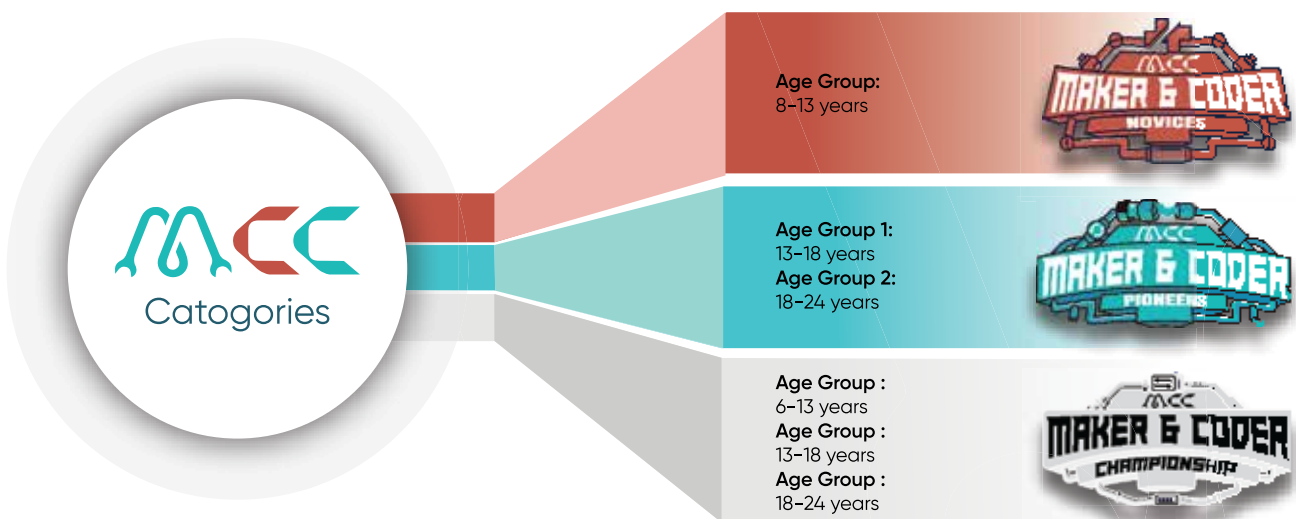 MCC
Catogories
Age Group:
8-13 years
MCC
MAKER & CODER
NOVICES
Age Group 1:
13-18 years
Age Group 2:
18-24 years
MCC
MAKER & CODER
PIONEERS
Age Group :
6-13 years
Age Group :
13-18 years
Age Group :
18-24 years
MCC
MAKER & CODER
CHAMPIONSHIP